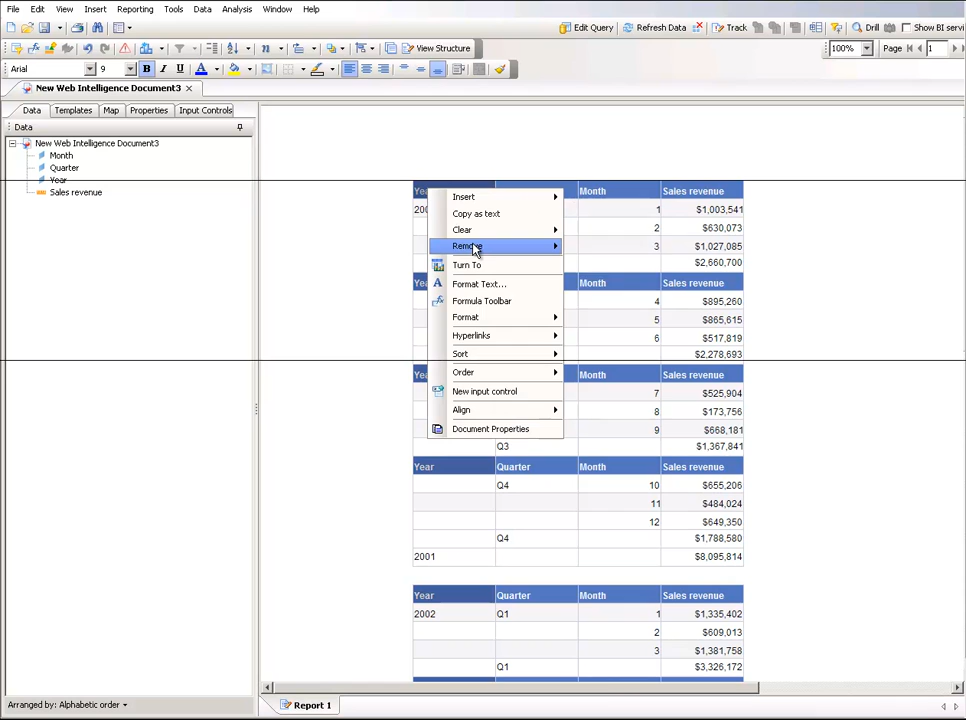 File Edit View Insert Reporting Tools Data Analysis Window Help
Edit Query Refresh Data Track Drill Show BI servi
View Structure 100% Page 1
Arial 9 B I U A
New Web Intelligence Document3
Data Templates Map Properties Input Controls
Data
New Web Intelligence Document3
Month
Quarter
Year
Sales revenue
Month Sales revenue
1 $1,003,541
2 $630,073
3 $1,027,085
$2,660,700
Month Sales revenue
4 $895,260
5 $865,615
6 $517,819
$2,278,693
Month Sales revenue
7 $525,904
8 $173,756
9 $668,181
Q3 $1,367,841
Year Quarter Month Sales revenue
Q4 10 $655,206
11 $484,024
12 $649,350
Q4 $1,788,580
2001 $8,095,814
Year Quarter Month Sales revenue
2002 Q1 1 $1,335,402
2 $609,013
3 $1,381,758
Q1 $3,326,172
Insert
Copy as text
Clear
Remove
Turn To
Format Text...
Formula Toolbar
Format
Hyperlinks
Sort
Order
New input control
Align
Document Properties
Arranged by: Alphabetic order
Report 1